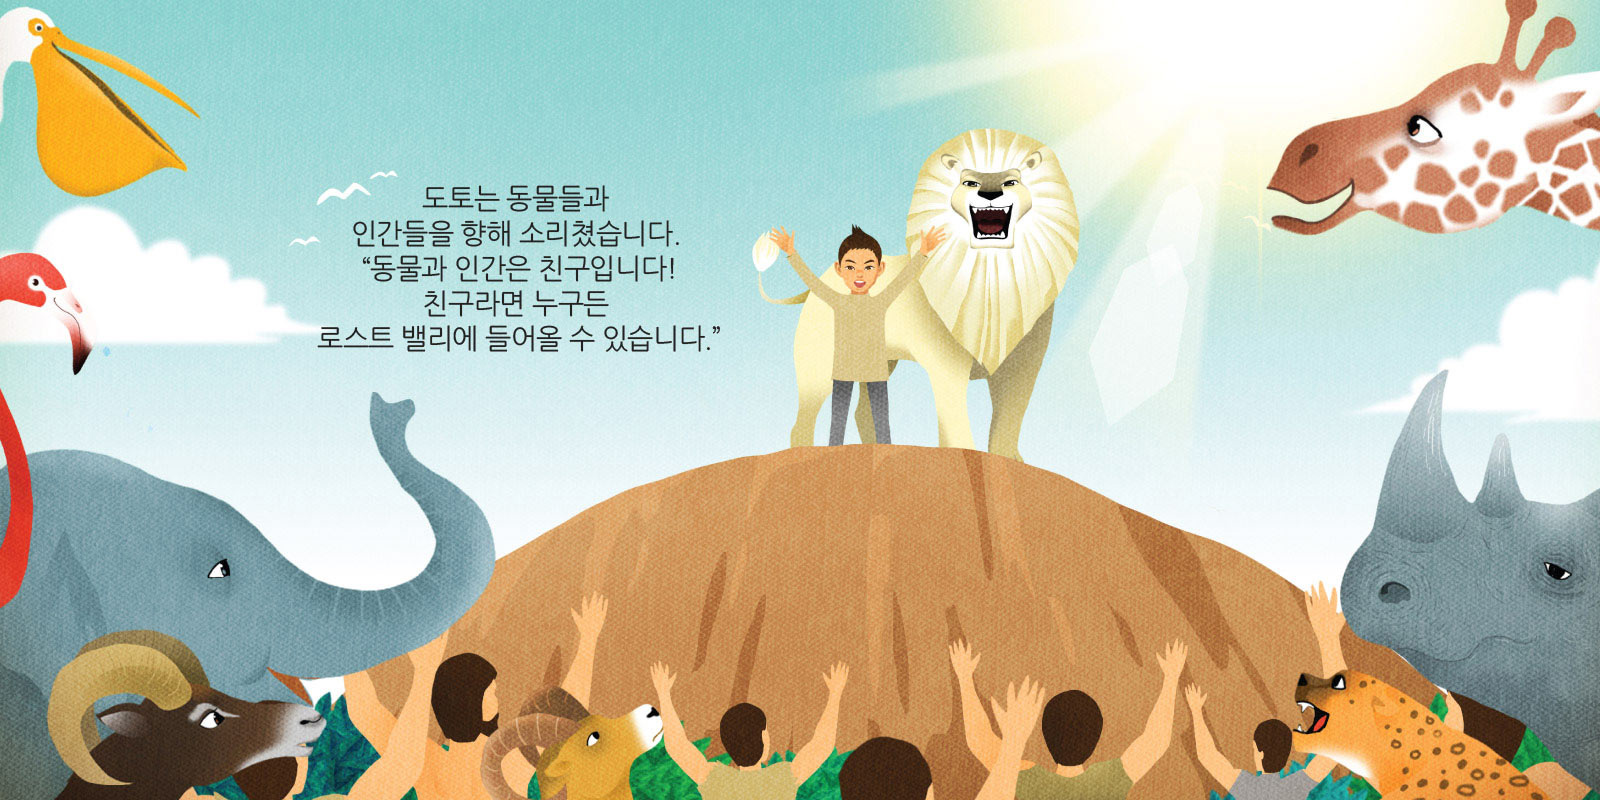 도토는 동물들과
인간들을 향해 소리쳤습니다.
“동물과 인간은 친구입니다!
친구라면 누구든
로스트 밸리에 들어올 수 있습니다.”